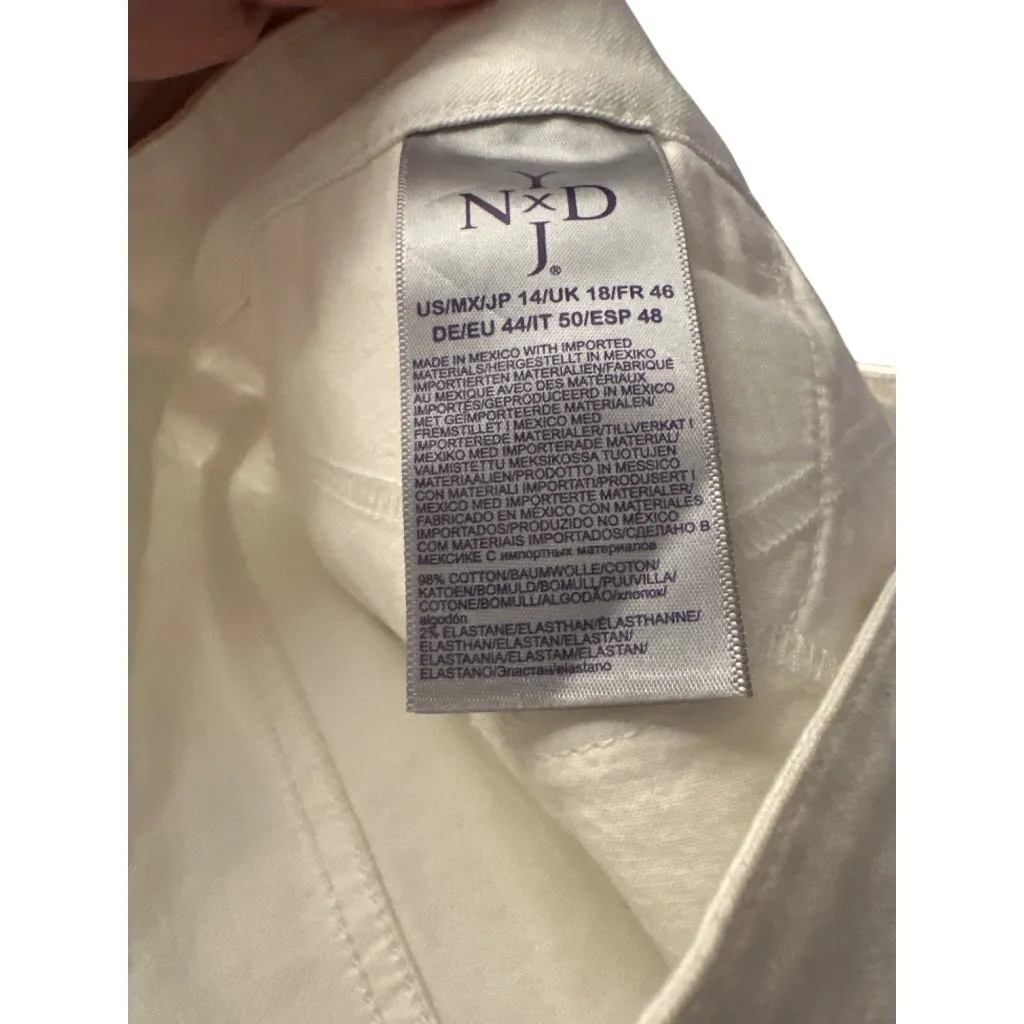 Y
N X D
J®
US/MX/JP 14/UK 18/FR 46
DE/EU 44/IT 50/ESP 48
MADE IN MEXICO WITH IMPORTED
MATERIALS/HERGESTELLT IN MEXIKO
IMPORTIERTEN MATERIALIEN/FABRIQUÉ
AU MEXIQUE AVEC DES MATÉRIAUX
IMPORTÉS/GEPRODUCEERD IN MEXICO
MET GEÏMPORTEERDE MATERIALEN/
FREMSTILLET I MEXICO MED
IMPORTEREDE MATERIALER/TILLVERKAT I
MEXIKO MED IMPORTERADE MATERIAL/
VALMISTETTU MEKSIKOSSA TUOTUJEN
MATERIAALIEN/PRODOTTO IN MESSICO
CON MATERIALI IMPORTATI/PRODUSERT I
MEXICO MED IMPORTERTE MATERIALER/
FABRICADO EN MÉXICO CON MATERIALES
IMPORTADOS/PRODUZIDO NO MÉXICO
COM MATERIAIS IMPORTADOS/СДЕЛАНО В
МЕКСИКЕ С импортных материалов
98% COTTON/BAUMWOLLE/COTON/
KATOEN/BOMULD/BOMULL/PUUVILLA/
COTONE/BOMULL/ALGODÃO/хлопок/
algodón
2% ELASTANE/ELASTHAN/ÉLASTHANNE/
ELASTHAN/ELASTAN/ELASTAN/
ELASTAANIA/ELASTAM/ELASTAN/
ELASTANO/Эластан/elastano